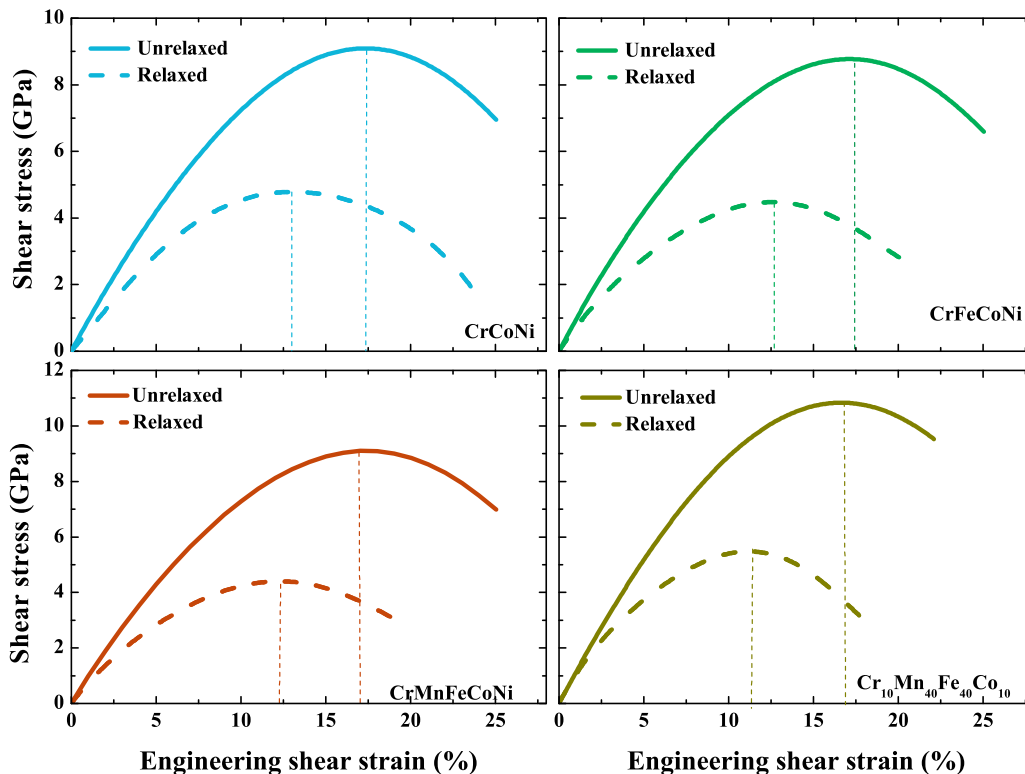 Shear stress (GPa)
10
8
6
4
2
0
Unrelaxed
Relaxed
CrCoNi
Unrelaxed
Relaxed
CrFeCoNi
Shear stress (GPa)
12
10
8
6
4
2
0
Unrelaxed
Relaxed
CrMnFeCoNi
0 5 10 15 20 25
Engineering shear strain (%)
Unrelaxed
Relaxed
Cr₁₀Mn₄₀Fe₄₀Co₁₀
0 5 10 15 20 25
Engineering shear strain (%)